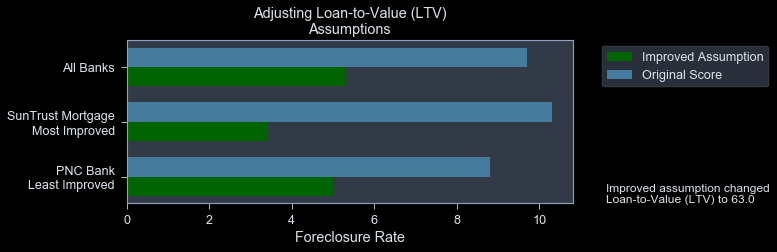 Adjusting Loan-to-Value (LTV)
Assumptions
All Banks
SunTrust Mortgage
Most Improved
PNC Bank
Least Improved
0 2 4 6 8 10
Foreclosure Rate
Improved Assumption
Original Score
Improved assumption changed
Loan-to-Value (LTV) to 63.0